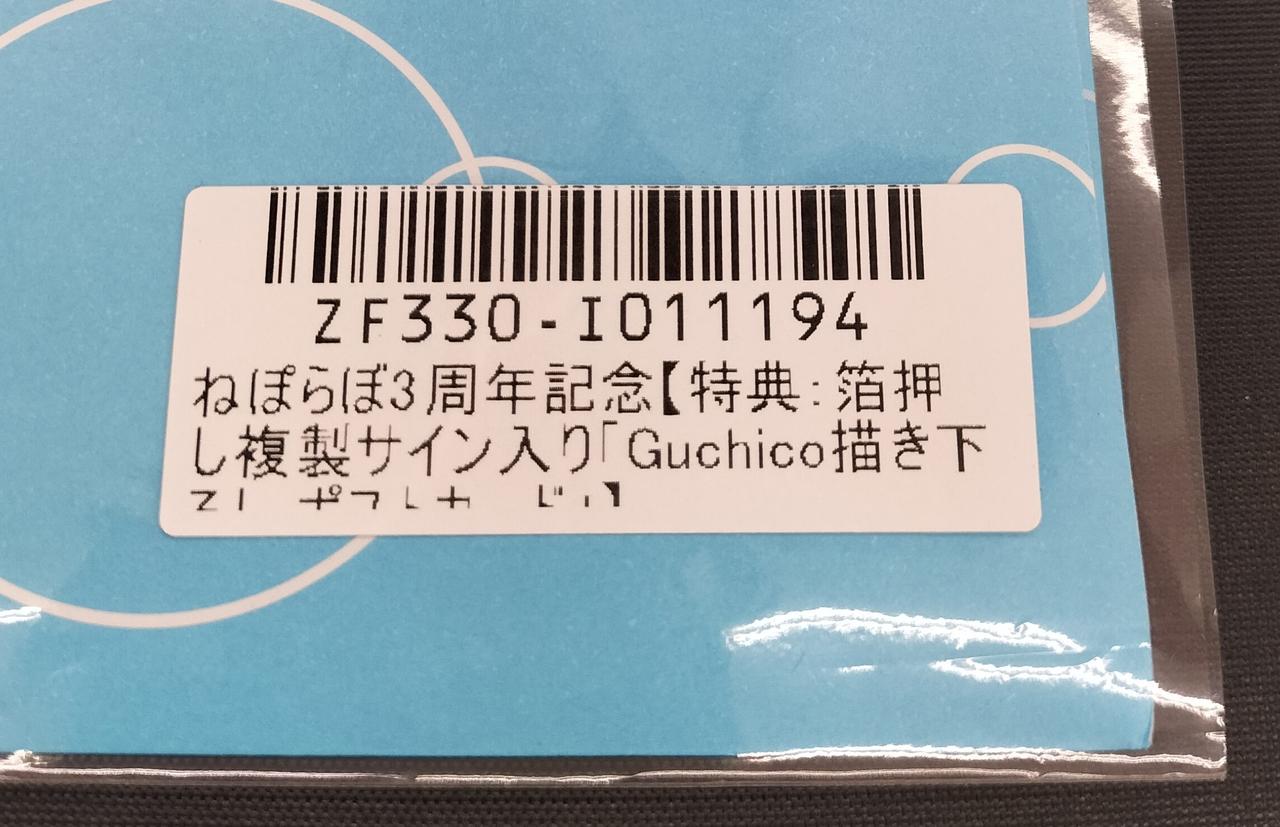 ZF330-I011194
ねぽらぼ3周年記念【特典:箔押
し複製サイン入り「Guchico描き下